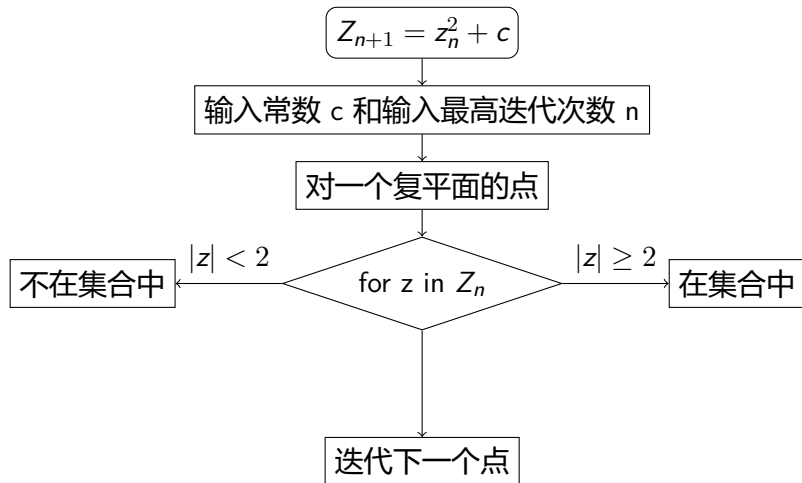 Z_{n+1} = z_n^2 + c
输入常数 c 和输入最高迭代次数 n
对一个复平面的点
|z| < 2
|z| ≥ 2
不在集合中
for z in Z_n
在集合中
迭代下一个点